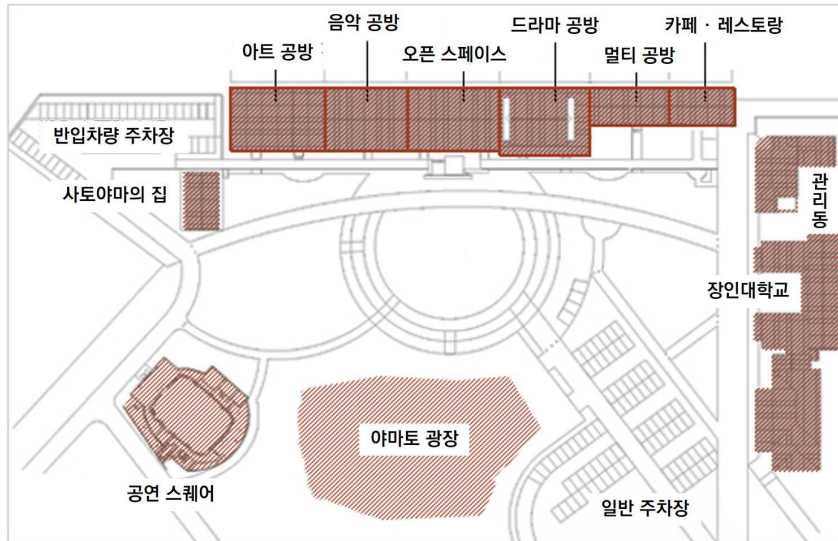 음악 공방
드라마 공방
카페 · 레스토랑
아트 공방
오픈 스페이스
멀티 공방
반입차량 주차장
사토야마의 집
관
리
동
장인대학교
야마토 광장
공연 스퀘어
일반 주차장